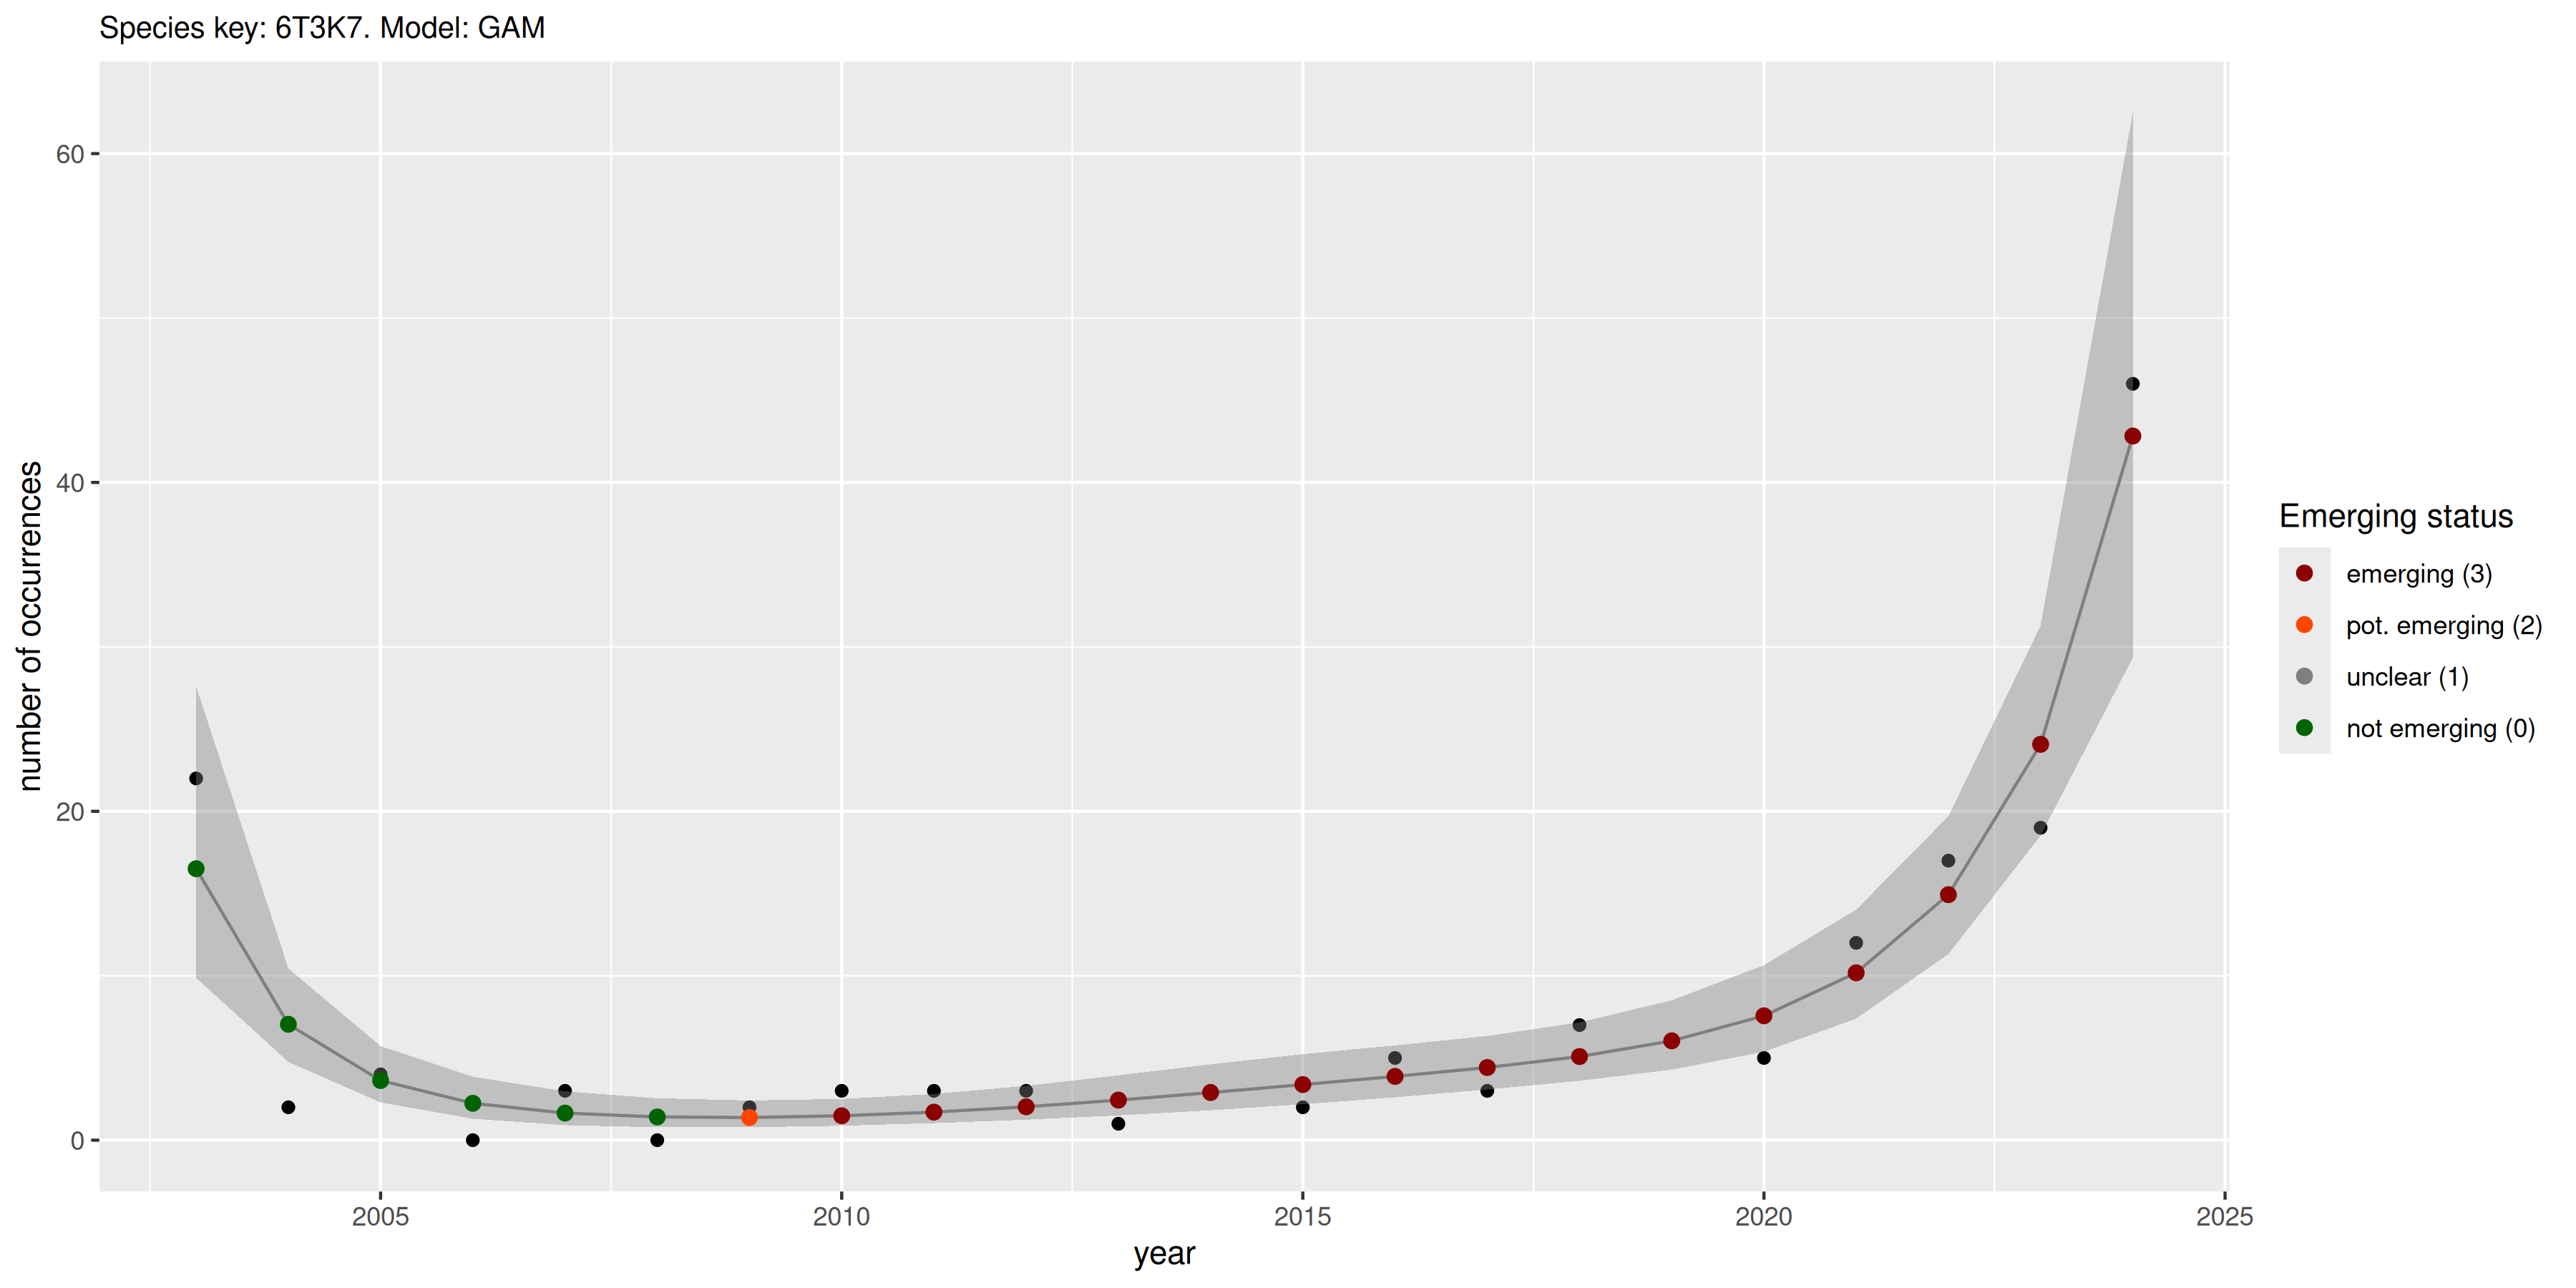 Species key: 6T3K7. Model: GAM
number of occurrences
60
40
20
0
2005
2010
2015
2020
2025
year
Emerging status
emerging (3)
pot. emerging (2)
unclear (1)
not emerging (0)